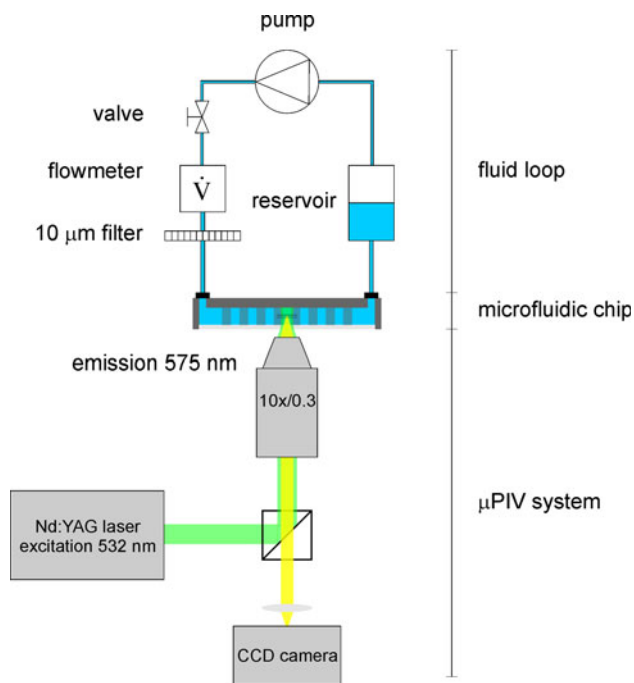 pump
valve
flowmeter
V̇
reservoir
fluid loop
10 μm filter
microfluidic chip
emission 575 nm
10x/0.3
μPIV system
Nd:YAG laser
excitation 532 nm
CCD camera